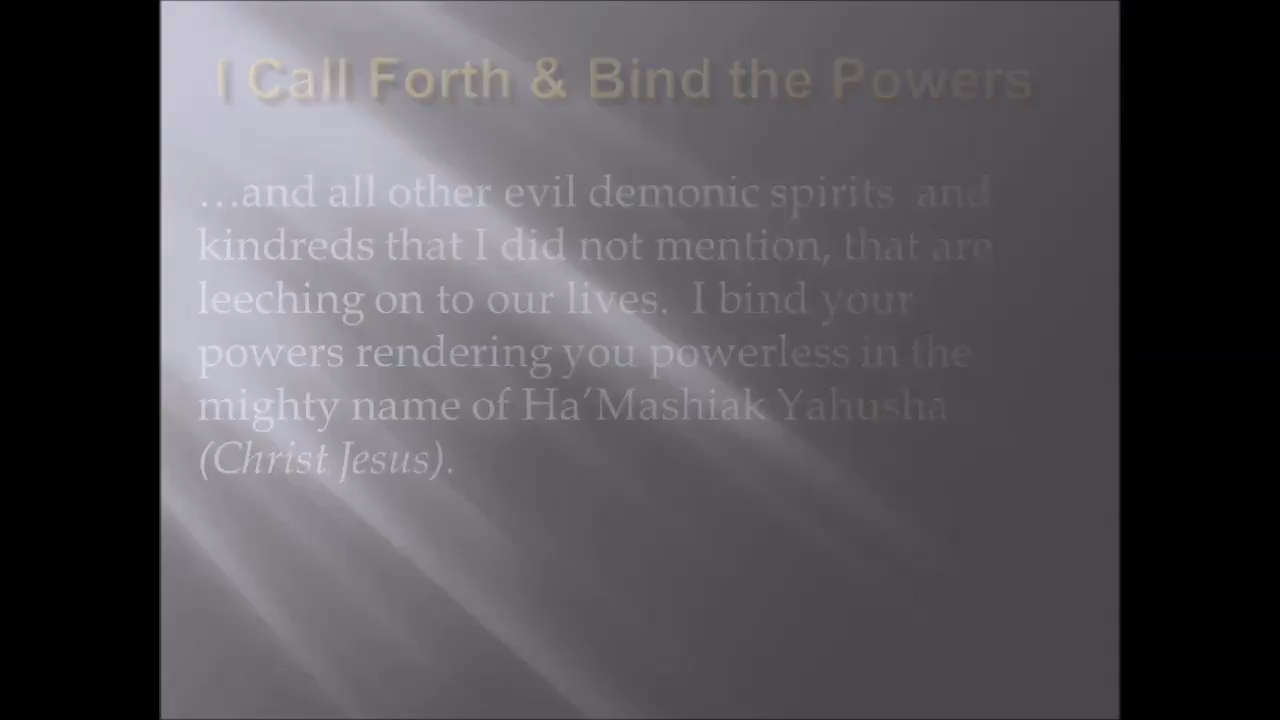 I Call Forth & Bind the Powers
…and all other evil demonic spirits and
kindreds that I did not mention, that are
leeching on to our lives. I bind your
powers rendering you powerless in the
mighty name of Ha’Mashiak Yahusha
(Christ Jesus).